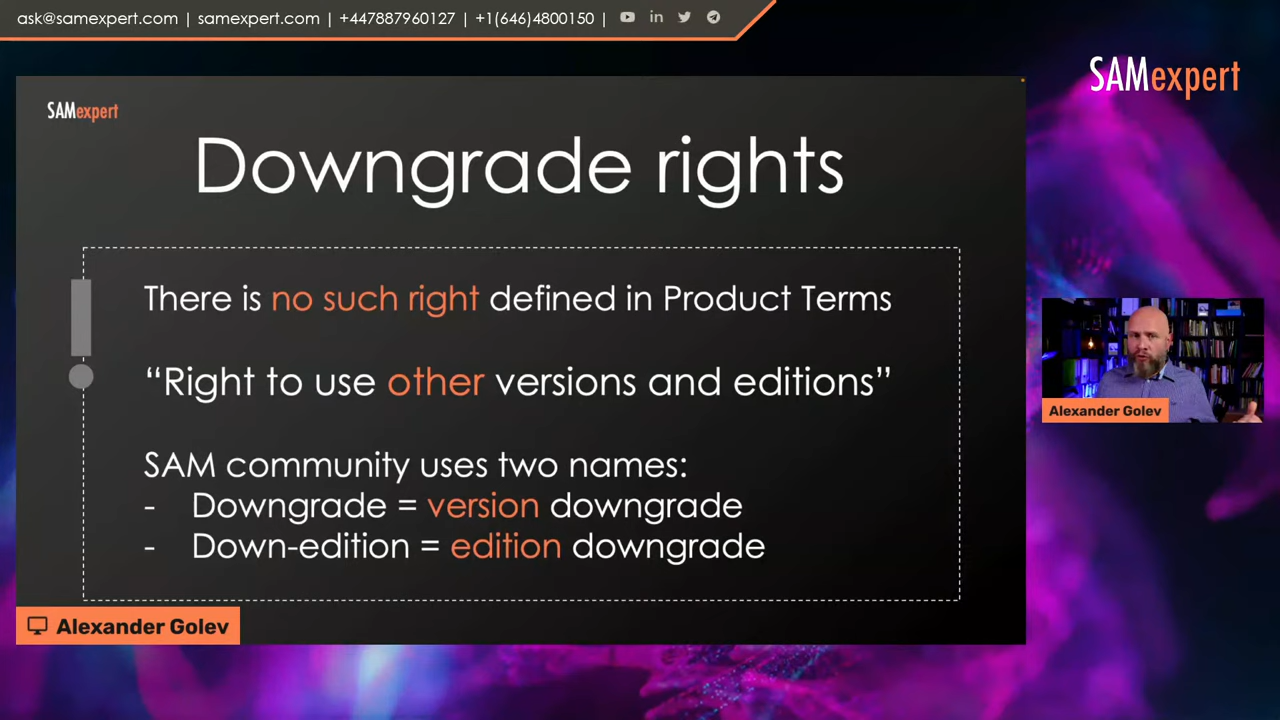 ask@samexpert.com | samexpert.com | +447887960127 | +1(646)4800150 |
SAMexpert
SAMexpert
Downgrade rights
There is no such right defined in Product Terms
“Right to use other versions and editions”
SAM community uses two names:
- Downgrade = version downgrade
- Down-edition = edition downgrade
Alexander Golev
Alexander Golev